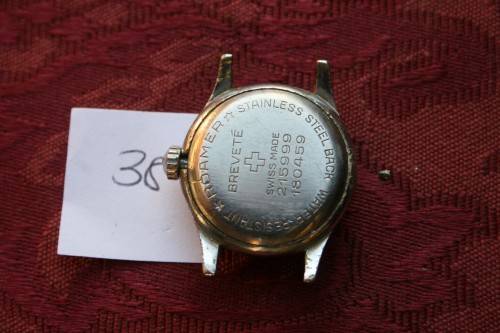 38
ROAMER ☆ STAINLESS STEEL BACK WATER-RESISTANT ☆
BREVETÉ
SWISS MADE
215999
180459